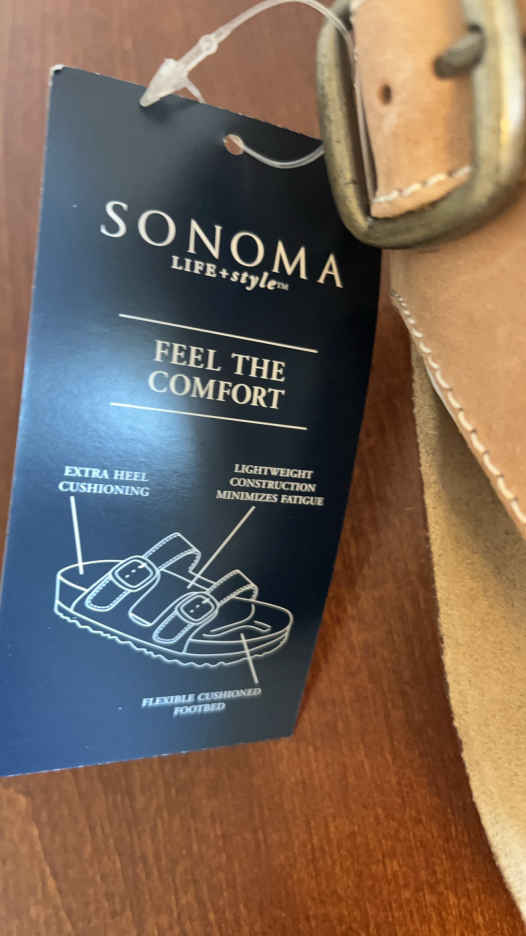 SONOMA
LIFE+style™
FEEL THE
COMFORT
EXTRA HEEL
CUSHIONING
LIGHTWEIGHT
CONSTRUCTION
MINIMIZES FATIGUE
FLEXIBLE CUSHIONED
FOOTBED